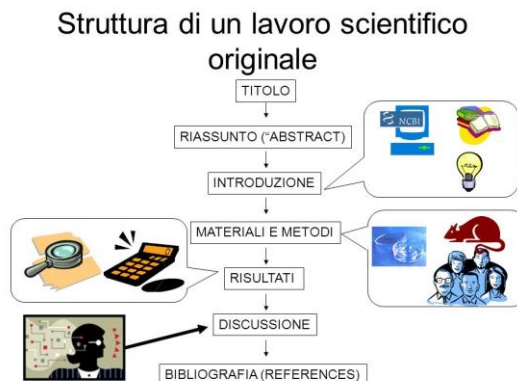 Struttura di un lavoro scientifico
originale
TITOLO
RIASSUNTO ("ABSTRACT)
NCBI
INTRODUZIONE
MATERIALI E METODI
RISULTATI
DISCUSSIONE
BIBLIOGRAFIA (REFERENCES)